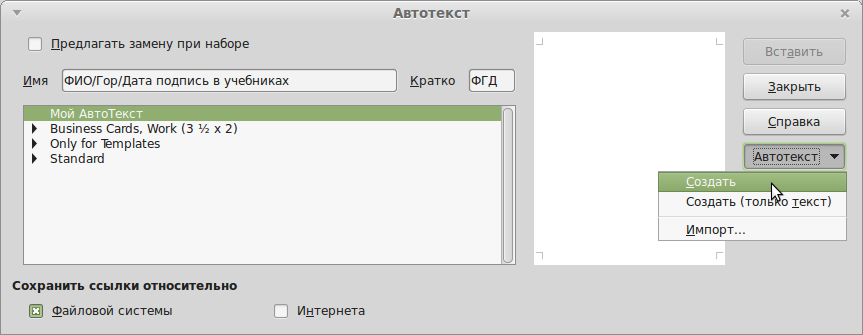 Автотекст
Предлагать замену при наборе
Имя ФИО/Гор/Дата подпись в учебниках Кратко ФГД
Мой АвтоТекст
Business Cards, Work (3 ½ x 2)
Only for Templates
Standard
Вставить
Закрыть
Справка
Автотекст
Создать
Создать (только текст)
Импорт...
Сохранить ссылки относительно
Файловой системы Интернета